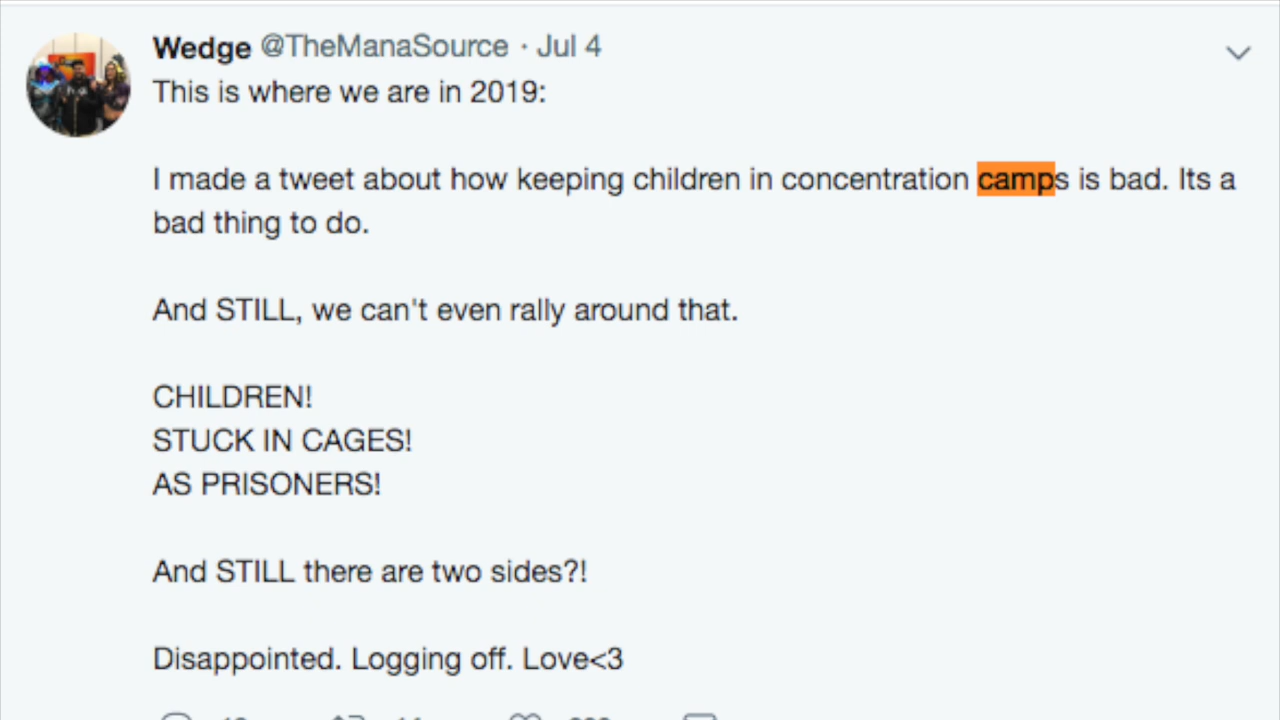 Wedge @TheManaSource · Jul 4
This is where we are in 2019:
I made a tweet about how keeping children in concentration camps is bad. Its a
bad thing to do.
And STILL, we can't even rally around that.
CHILDREN!
STUCK IN CAGES!
AS PRISONERS!
And STILL there are two sides?!
Disappointed. Logging off. Love<3